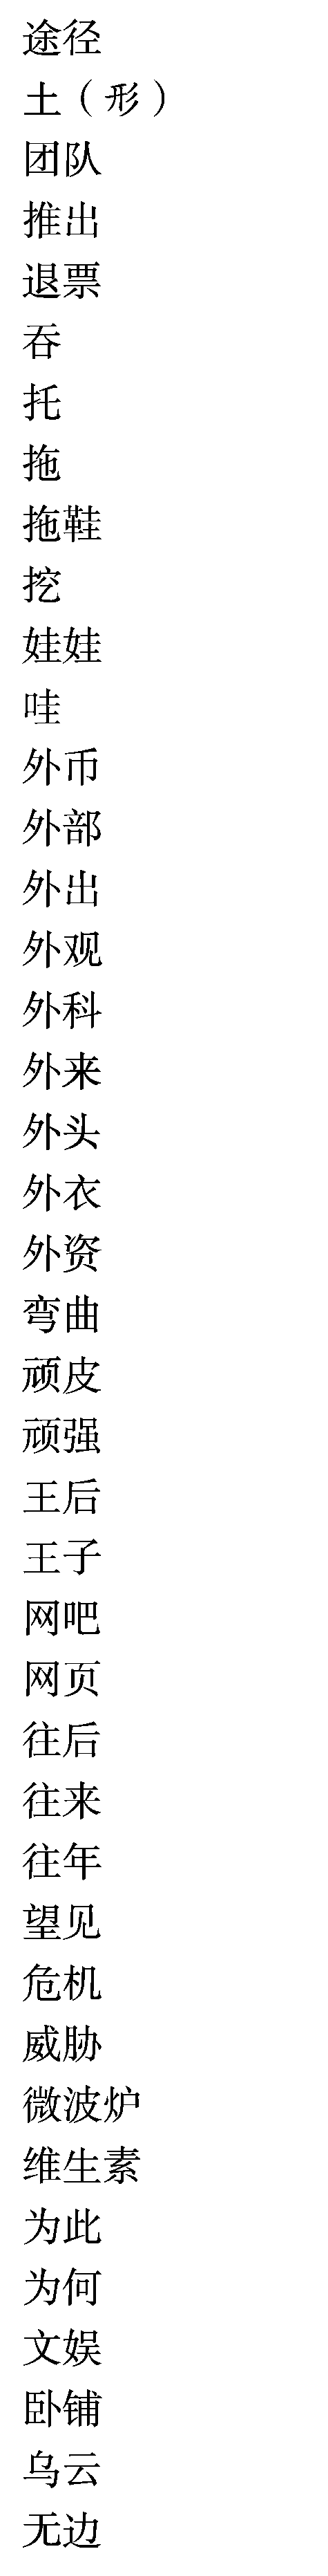 途径
土（形）
团队
推出
退票
吞
托
拖
拖鞋
挖
娃娃
哇
外币
外部
外出
外观
外科
外来
外头
外衣
外资
弯曲
顽皮
顽强
王后
王子
网吧
网页
往后
往来
往年
望见
危机
威胁
微波炉
维生素
为此
为何
文娱
卧铺
乌云
无边